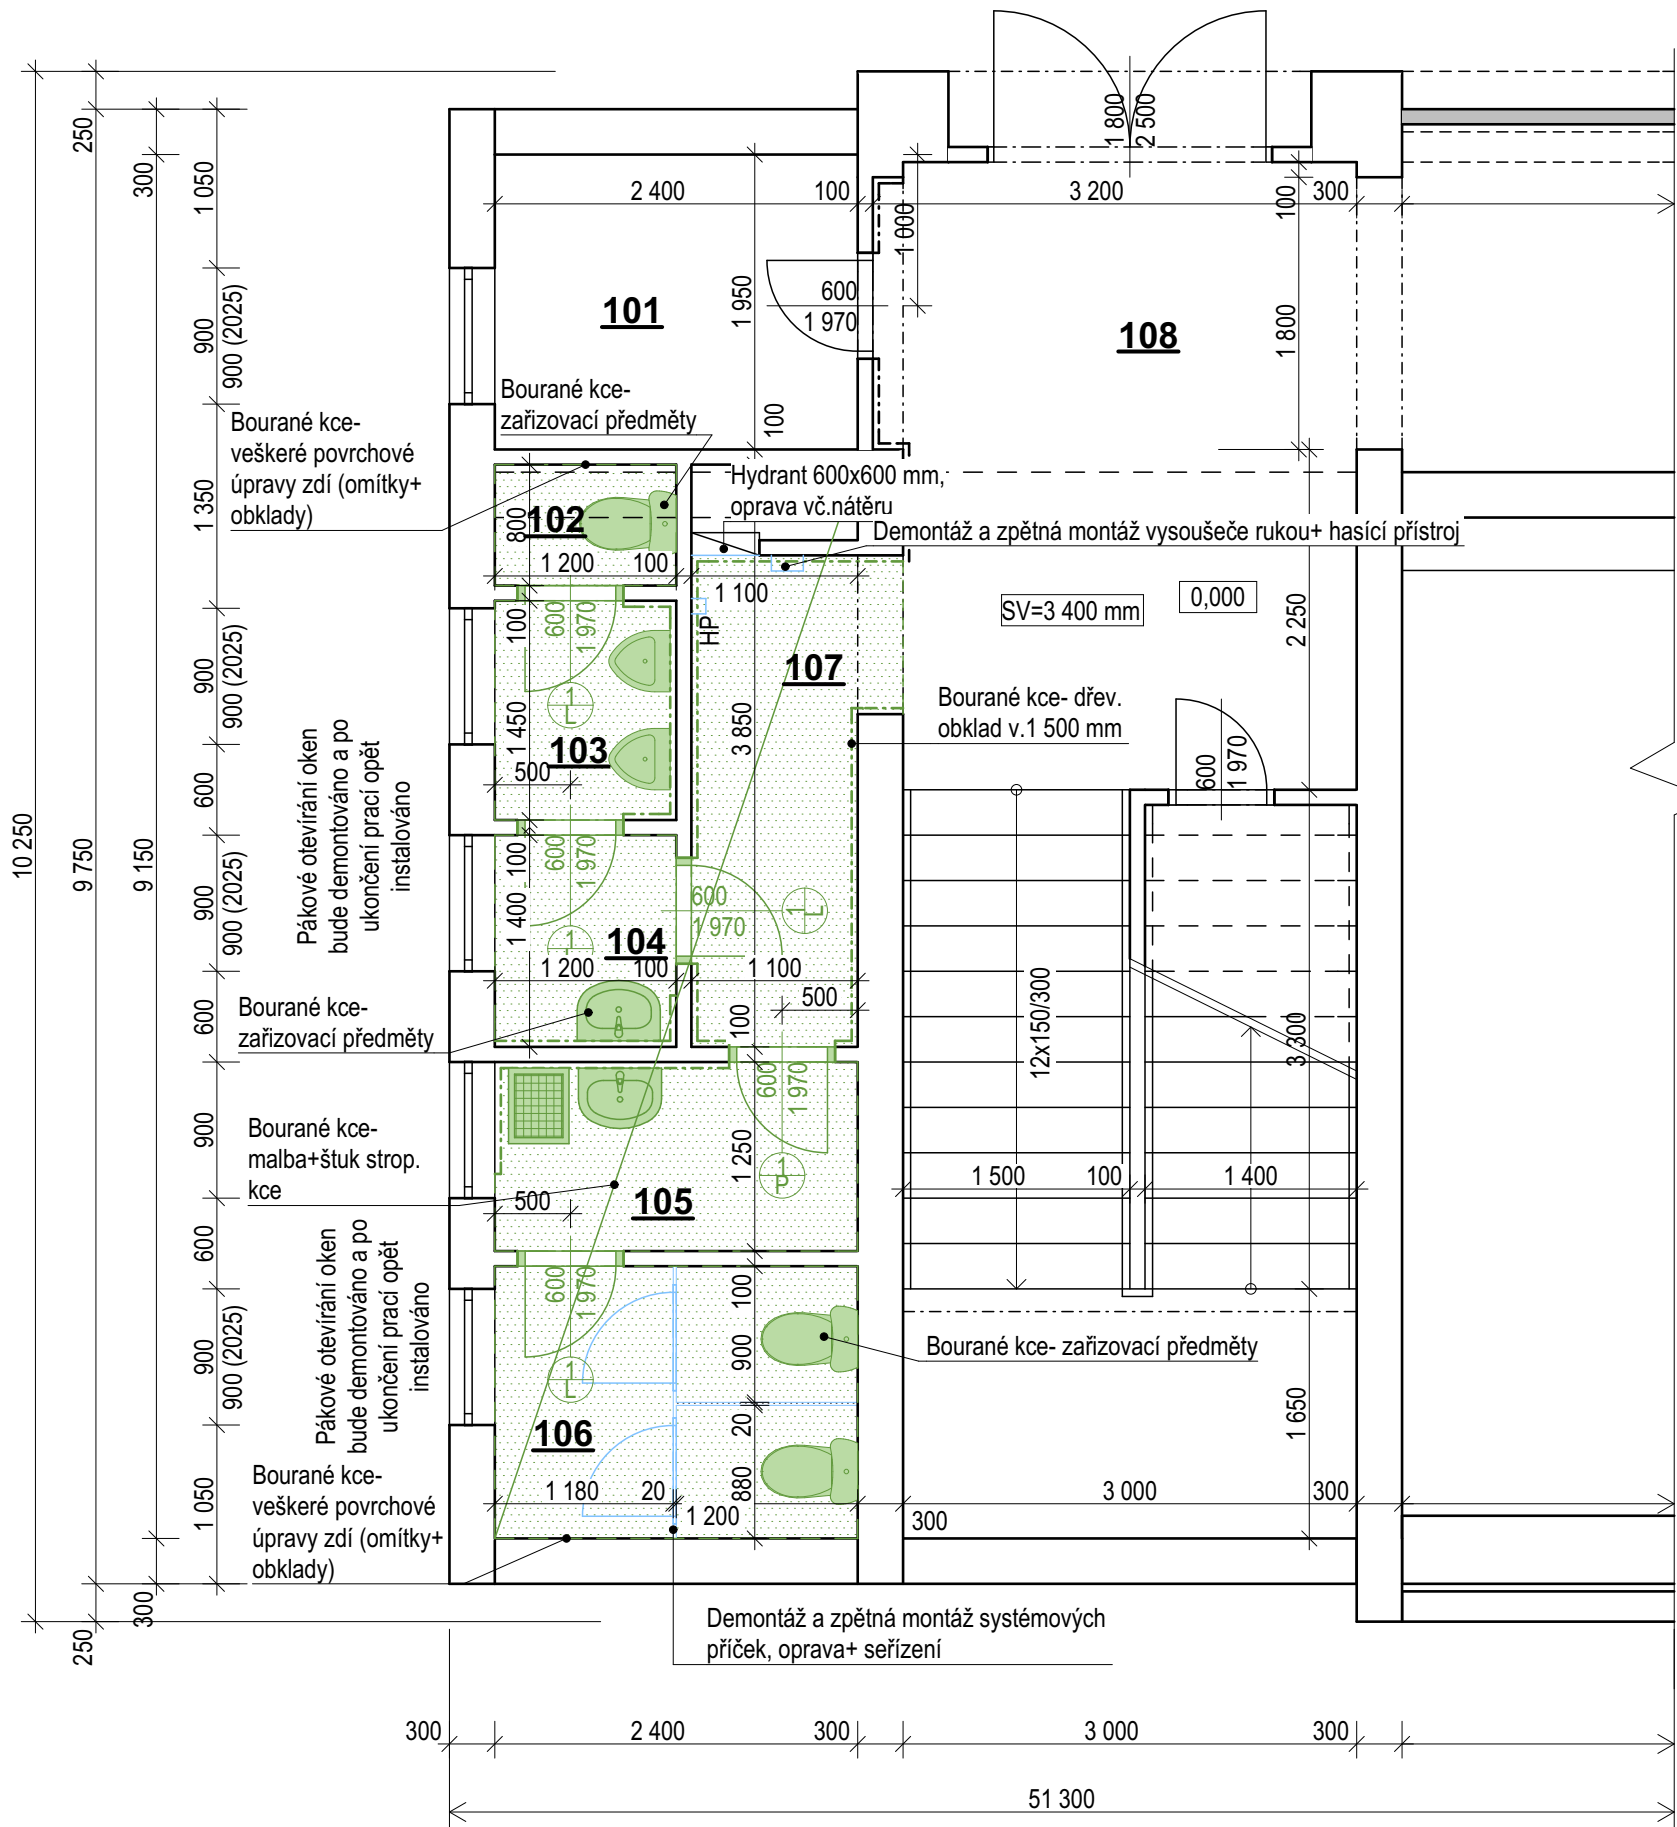 1 800
2 500
250
300
1 050
2 400
100
3 200
100
300
1 000
101
1 950
600
1 970
108
1 800
900
900 (2025)
Bourané kce-
zařizovací předměty
100
Bourané kce-
veškeré povrchové
úpravy zdí (omítky+
obklady)
1 350
Hydrant 600x600 mm,
oprava vč.nátěru
Demontáž a zpětná montáž vysoušeče rukou+ hasící přístroj
102
800
1 200
100
1 100
SV=3 400 mm
0,000
2 250
100
600
1 970
HP
107
900
900 (2025)
Bourané kce- dřev.
obklad v.1 500 mm
1
L
1 450
3 850
103
500
600
1 970
Pákové otevírání oken
bude demontováno a po
ukončení prací opět
instalováno
600
10 250
9 750
9 150
100
600
1 970
600
1 970
1
L
900
900 (2025)
1 400
104
1
L
1 200
100
1 100
500
Bourané kce-
zařizovací předměty
600
100
12x150/300
3 300
600
1 970
Bourané kce-
malba+štuk strop.
kce
900
1 250
1
P
1 500
100
1 400
500
105
Pákové otevírání oken
bude demontováno a po
ukončení prací opět
instalováno
600
600
1 970
100
900
900 (2025)
900
Bourané kce- zařizovací předměty
1
L
20
1 650
106
Bourané kce-
veškeré povrchové
úpravy zdí (omítky+
obklady)
1 050
1 180
20
880
1 200
300
3 000
300
300
250
Demontáž a zpětná montáž systémových
příček, oprava+ seřízení
300
2 400
300
3 000
300
51 300